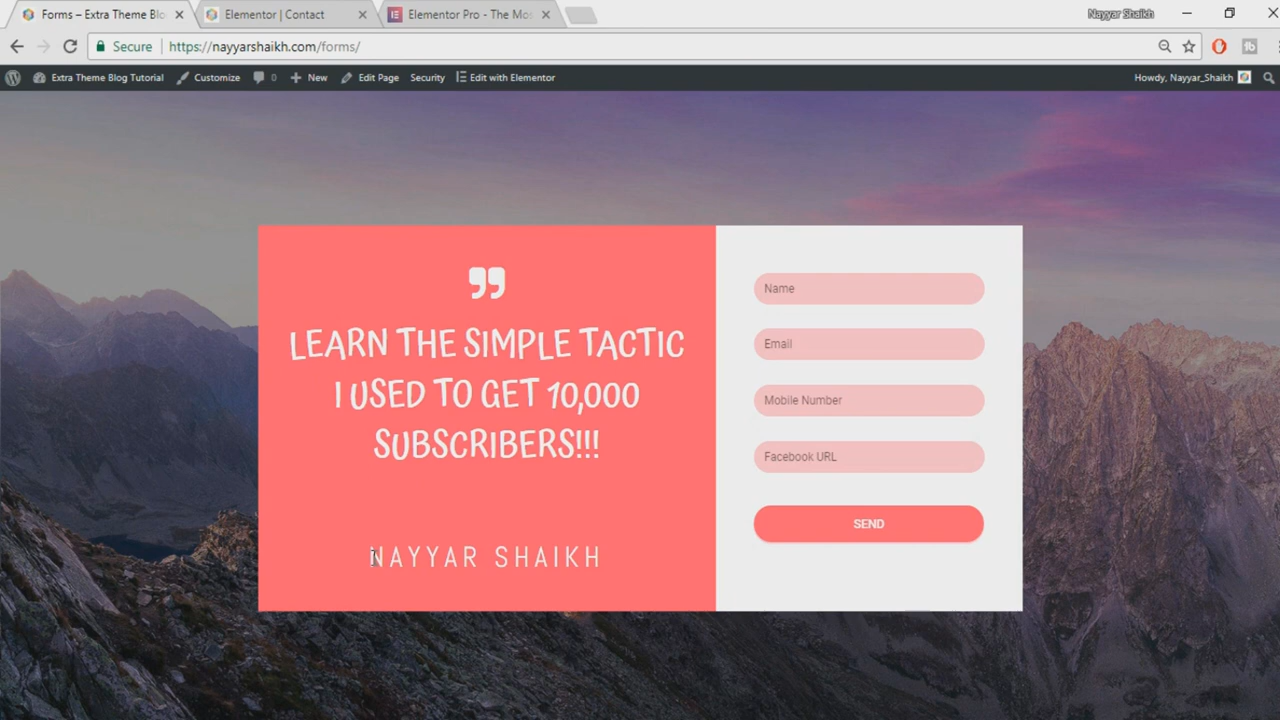 Forms – Extra Theme Blo
Elementor | Contact
Elementor Pro - The Mos
Nayyar Shaikh
Secure
https://nayyarshaikh.com/forms/
Extra Theme Blog Tutorial
Customize
0
New
Edit Page
Security
Edit with Elementor
Howdy, Nayyar_Shaikh
LEARN THE SIMPLE TACTIC
I USED TO GET 10,000
SUBSCRIBERS!!!
NAYYAR SHAIKH
Name
Email
Mobile Number
Facebook URL
SEND